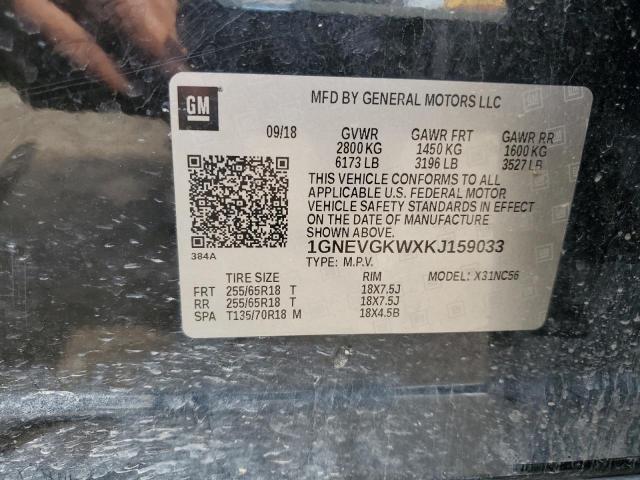 GM
MFD BY GENERAL MOTORS LLC
09/18 GVWR GAWR FRT GAWR RR
2800 KG 1450 KG 1600 KG
6173 LB 3196 LB 3527 LB
THIS VEHICLE CONFORMS TO ALL
APPLICABLE U.S. FEDERAL MOTOR
VEHICLE SAFETY STANDARDS IN EFFECT
ON THE DATE OF MANUFACTURE
SHOWN ABOVE.
384A
1GNEVGKWXKJ159033
TYPE: M.P.V. MODEL: X31NC56
TIRE SIZE RIM
FRT 255/65R18 T 18X7.5J
RR 255/65R18 T 18X7.5J
SPA T135/70R18 M 18X4.5B